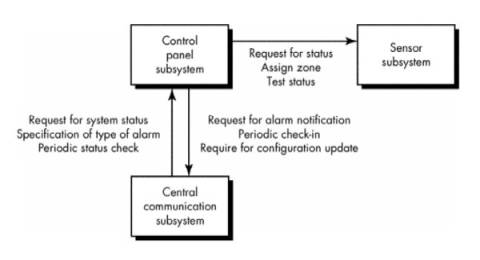 Control
panel
subsystem
Request for status
Assign zone
Test status
Sensor
subsystem
Request for system status
Specification of type of alarm
Periodic status check
Request for alarm notification
Periodic check-in
Require for configuration update
Central
communication
subsystem